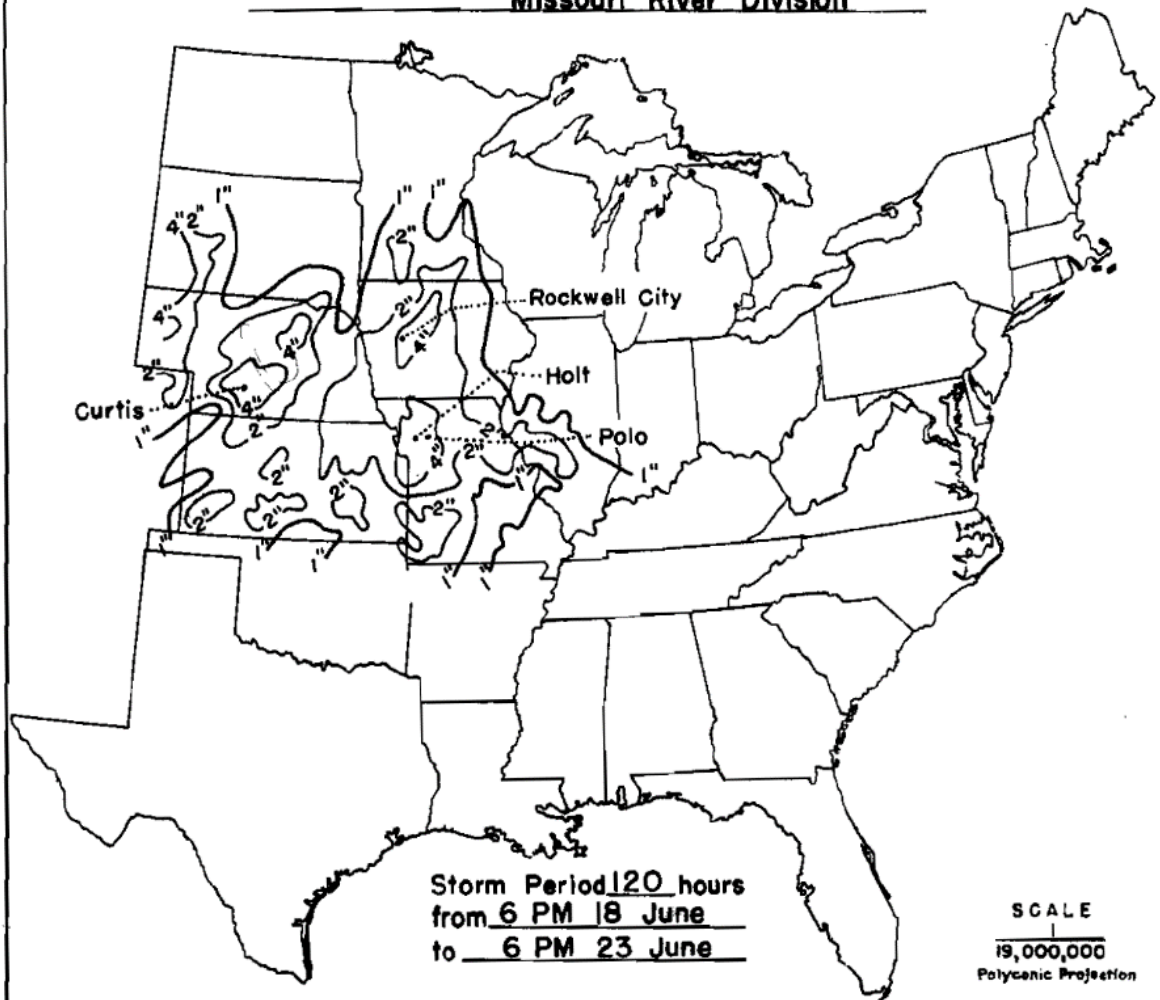 Missouri River Division
1" 1"
4" 2" 1"
2"
4"
2"
Rockwell City
4"
4"
2"
Holt
Curtis
4"
2"
1"
2"
Polo
4"
2"
1"
1"
2"
2"
2"
2"
2"
1"
1"
1"
1"
1"
Storm Period 120 hours
from 6 PM 18 June
to 6 PM 23 June
SCALE
1
19,000,000
Polyconic Projection